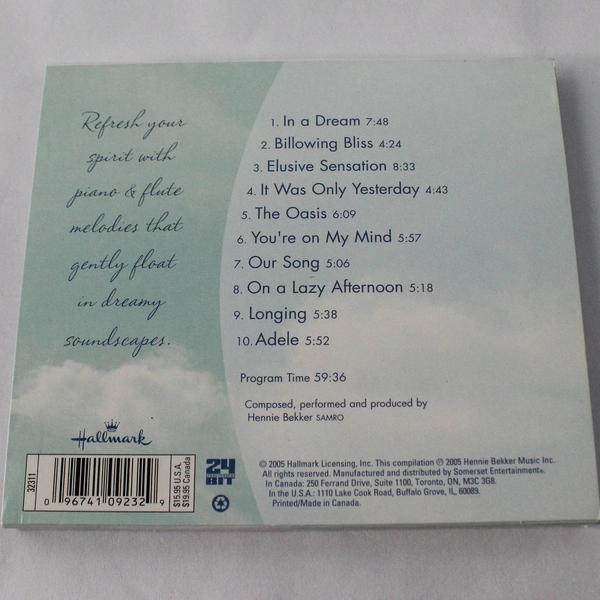 Refresh your
spirit with
piano & flute
melodies that
gently float
in dreamy
soundscapes.
1. In a Dream 7:48
2. Billowing Bliss 4:24
3. Elusive Sensation 8:33
4. It Was Only Yesterday 4:43
5. The Oasis 6:09
6. You're on My Mind 5:57
7. Our Song 5:06
8. On a Lazy Afternoon 5:18
9. Longing 5:38
10. Adele 5:52
Program Time 59:36
Composed, performed and produced by
Hennie Bekker SAMRO
Hallmark
32311
0 96741 09232 9
$15.95 U.S.A.
$19.95 Canada
24
BIT
© 2005 Hallmark Licensing, Inc. This compilation ℗ 2005 Hennie Bekker Music Inc.
All rights reserved. Manufactured and distributed by Somerset Entertainment®.
In Canada: 250 Ferrand Drive, Suite 1100, Toronto, ON, M3C 3G8.
In the U.S.A.: 1110 Lake Cook Road, Buffalo Grove, IL, 60089.
Printed/Made in Canada.